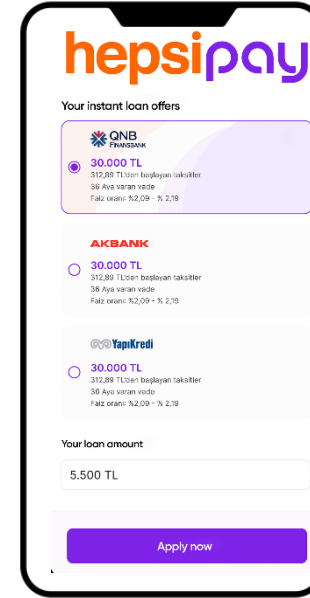 hepsipay
Your instant loan offers
QNB
FINANSBANK
30.000 TL
312,89 TL'den başlayan taksitler
36 Aya varan vade
Faiz oranı: %2,09 - % 2,19
AKBANK
30.000 TL
312,89 TL'den başlayan taksitler
36 Aya varan vade
Faiz oranı: %2,09 - % 2,19
YapıKredi
30.000 TL
312,89 TL'den başlayan taksitler
36 Aya varan vade
Faiz oranı: %2,09 - % 2,19
Your loan amount
5.500 TL
Apply now